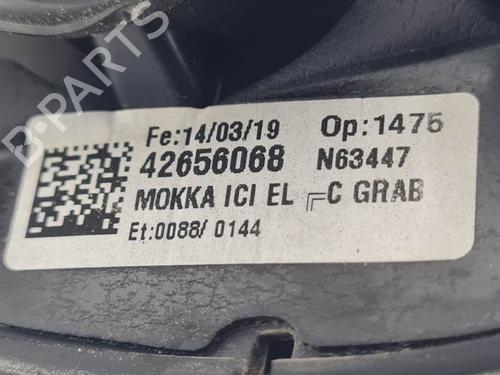 B-PARTS
Fe:14/03/19 Op:1475
42656068 N63447
MOKKA ICI EL ┌C GRAB
Et:0088/ 0144